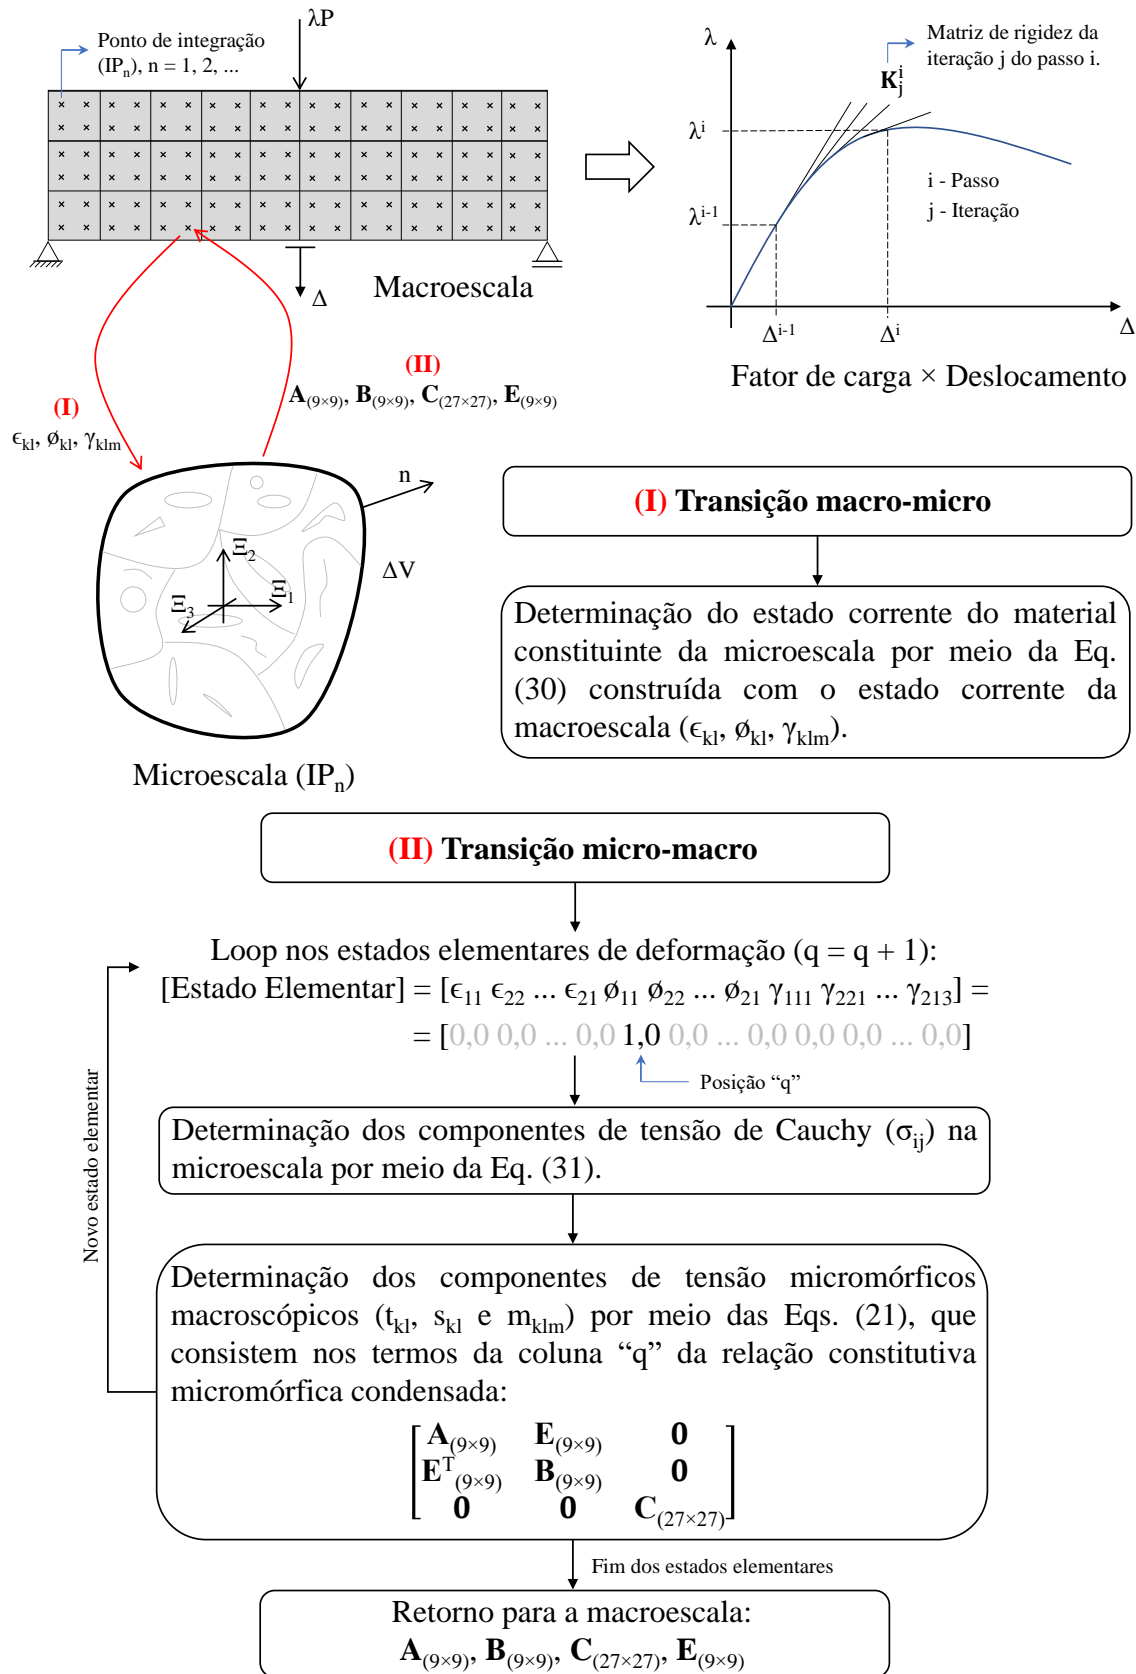 λP
Ponto de integração
(IPn), n = 1, 2, ...
Δ
Macroescala
λ
Matriz de rigidez da
iteração j do passo i.
K^i_j
λ^i
λ^i-1
i - Passo
j - Iteração
Δ^i-1
Δ^i
Δ
Fator de carga × Deslocamento
(I)
ϵkl, ϕkl, γklm
(II)
A(9×9), B(9×9), C(27×27), E(9×9)
n
ΔV
Ξ2
Ξ1
Ξ3
Microescala (IPn)
(I) Transição macro-micro
Determinação do estado corrente do material
constituinte da microescala por meio da Eq.
(30) construída com o estado corrente da
macroescala (ϵkl, ϕkl, γklm).
(II) Transição micro-macro
Loop nos estados elementares de deformação (q = q + 1):
[Estado Elementar] = [ϵ11 ϵ22 ... ϵ21 ϕ11 ϕ22 ... ϕ21 γ111 γ221 ... γ213] =
= [0,0 0,0 ... 0,0 1,0 0,0 ... 0,0 0,0 0,0 ... 0,0]
Posição “q”
Novo estado elementar
Determinação dos componentes de tensão de Cauchy (σij) na
microescala por meio da Eq. (31).
Determinação dos componentes de tensão micromórficos
macroscópicos (tkl, skl e mklm) por meio das Eqs. (21), que
consistem nos termos da coluna “q” da relação constitutiva
micromórfica condensada:
A(9×9) E(9×9) 0
E^T(9×9) B(9×9) 0
0 0 C(27×27)
Fim dos estados elementares
Retorno para a macroescala:
A(9×9), B(9×9), C(27×27), E(9×9)